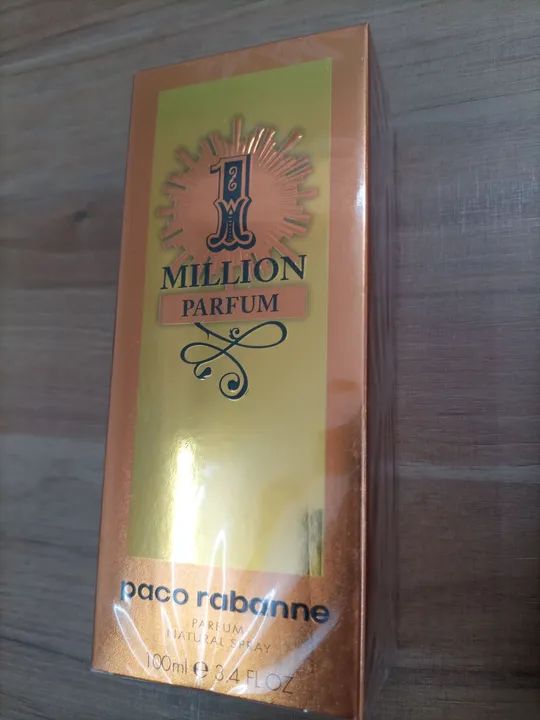 1
MILLION
PARFUM
paco rabanne
PARFUM
NATURAL SPRAY
100ml e 3.4 FL.OZ